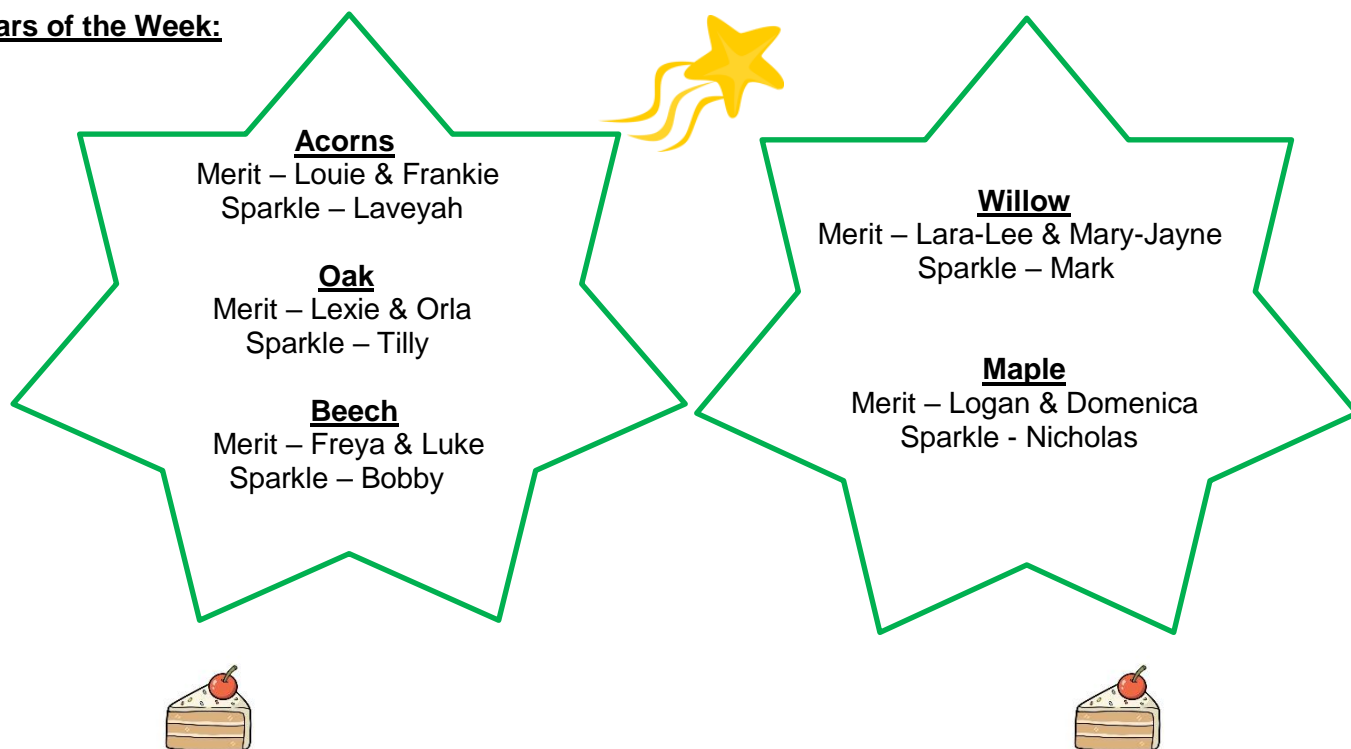 ars of the Week:
Acorns
Merit – Louie & Frankie
Sparkle – Laveyah
Oak
Merit – Lexie & Orla
Sparkle – Tilly
Beech
Merit – Freya & Luke
Sparkle – Bobby
Willow
Merit – Lara-Lee & Mary-Jayne
Sparkle – Mark
Maple
Merit – Logan & Domenica
Sparkle - Nicholas